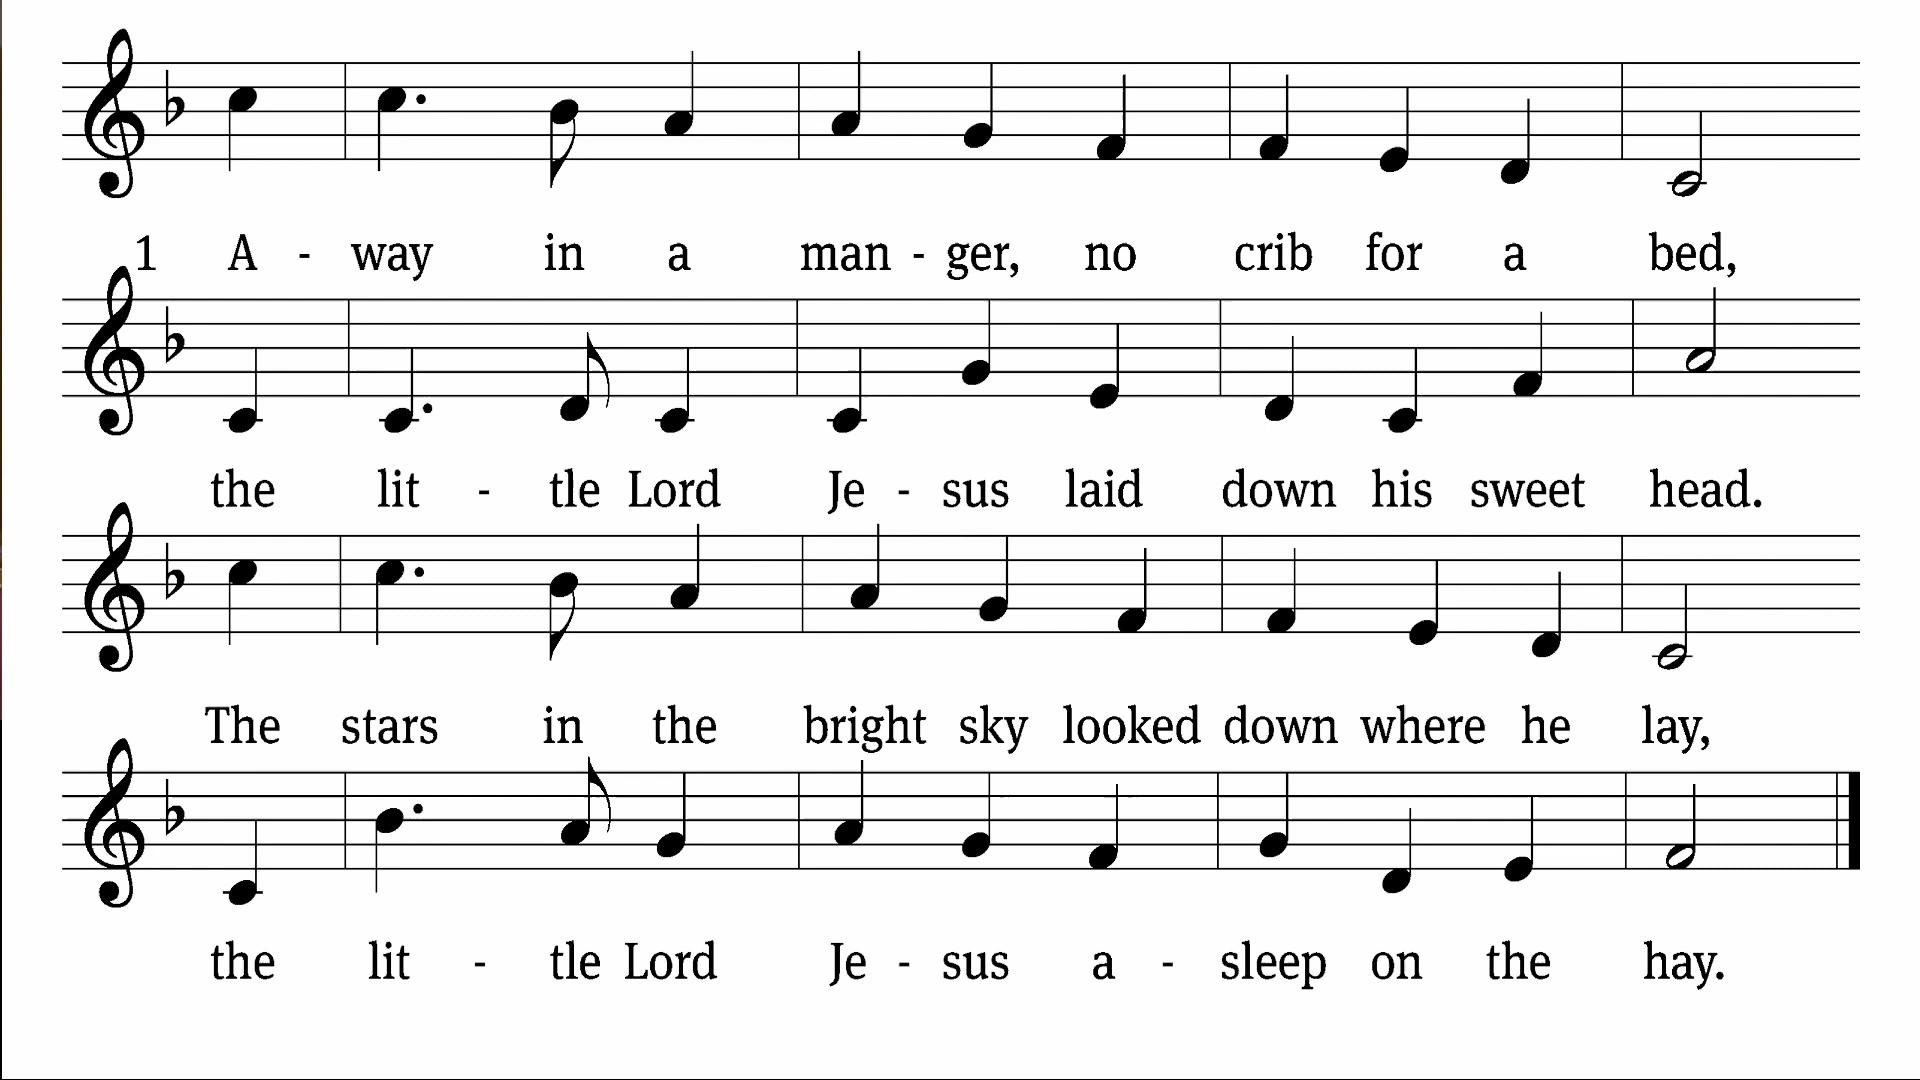 1 A - way in a man - ger, no crib for a bed,
the lit - tle Lord Je - sus laid down his sweet head.
The stars in the bright sky looked down where he lay,
the lit - tle Lord Je - sus a - sleep on the hay.